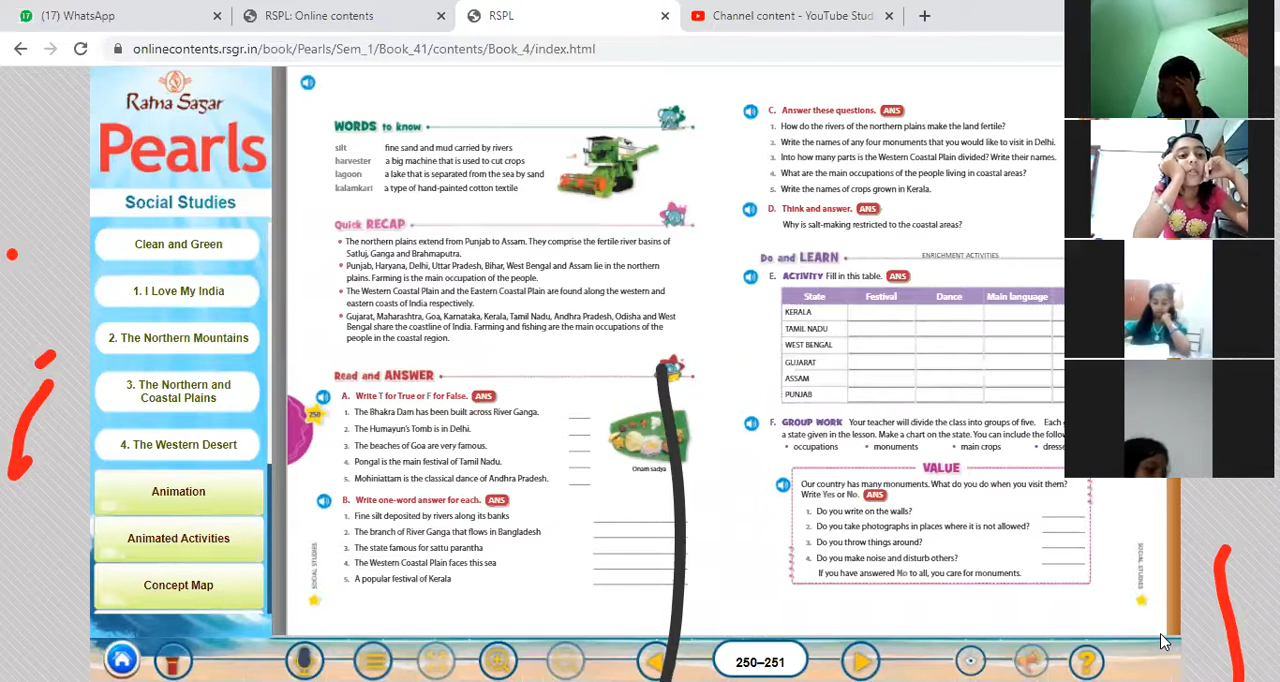 (17) WhatsApp
RSPL: Online contents
RSPL
Channel content - YouTube Stud
onlinecontents.rsgr.in/book/Pearls/Sem_1/Book_41/contents/Book_4/index.html
Ratna Sagar
Pearls
Social Studies
Clean and Green
1. I Love My India
2. The Northern Mountains
3. The Northern and
Coastal Plains
4. The Western Desert
Animation
Animated Activities
Concept Map
WORDS to know
silt fine sand and mud carried by rivers
harvester a big machine that is used to cut crops
lagoon a lake that is separated from the sea by sand
kalamkari a type of hand-painted cotton textile
Quick RECAP
• The northern plains extend from Punjab to Assam. They comprise the fertile river basins of
Satluj, Ganga and Brahmaputra.
• Punjab, Haryana, Delhi, Uttar Pradesh, Bihar, West Bengal and Assam lie in the northern
plains. Farming is the main occupation of the people.
• The Western Coastal Plain and the Eastern Coastal Plain are found along the western and
eastern coasts of India respectively.
• Gujarat, Maharashtra, Goa, Karnataka, Kerala, Tamil Nadu, Andhra Pradesh, Odisha and West
Bengal share the coastline of India. Farming and fishing are the main occupations of the
people in the coastal region.
Read and ANSWER
A. Write T for True or F for False. ANS
1. The Bhakra Dam has been built across River Ganga.
2. The Humayun's Tomb is in Delhi.
3. The beaches of Goa are very famous.
4. Pongal is the main festival of Tamil Nadu.
5. Mohiniattam is the classical dance of Andhra Pradesh.
Onam sadya
250
B. Write one-word answer for each. ANS
1. Fine silt deposited by rivers along its banks
2. The branch of River Ganga that flows in Bangladesh
3. The state famous for sattu parantha
4. The Western Coastal Plain faces this sea
5. A popular festival of Kerala
SOCIAL STUDIES
C. Answer these questions. ANS
1. How do the rivers of the northern plains make the land fertile?
2. Write the names of any four monuments that you would like to visit in Delhi.
3. Into how many parts is the Western Coastal Plain divided? Write their names.
4. What are the main occupations of the people living in coastal areas?
5. Write the names of crops grown in Kerala.
D. Think and answer. ANS
Why is salt-making restricted to the coastal areas?
Do and LEARN ENRICHMENT ACTIVITIES
E. ACTIVITY Fill in this table. ANS
State Festival Dance Main language
KERALA
TAMIL NADU
WEST BENGAL
GUJARAT
ASSAM
PUNJAB
F. GROUP WORK Your teacher will divide the class into groups of five. Each
a state given in the lesson. Make a chart on the state. You can include the follow
• occupations • monuments • main crops • dress
VALUE
Our country has many monuments. What do you do when you visit them?
Write Yes or No. ANS
1. Do you write on the walls?
2. Do you take photographs in places where it is not allowed?
3. Do you throw things around?
4. Do you make noise and disturb others?
If you have answered No to all, you care for monuments.
SOCIAL STUDIES
250–251